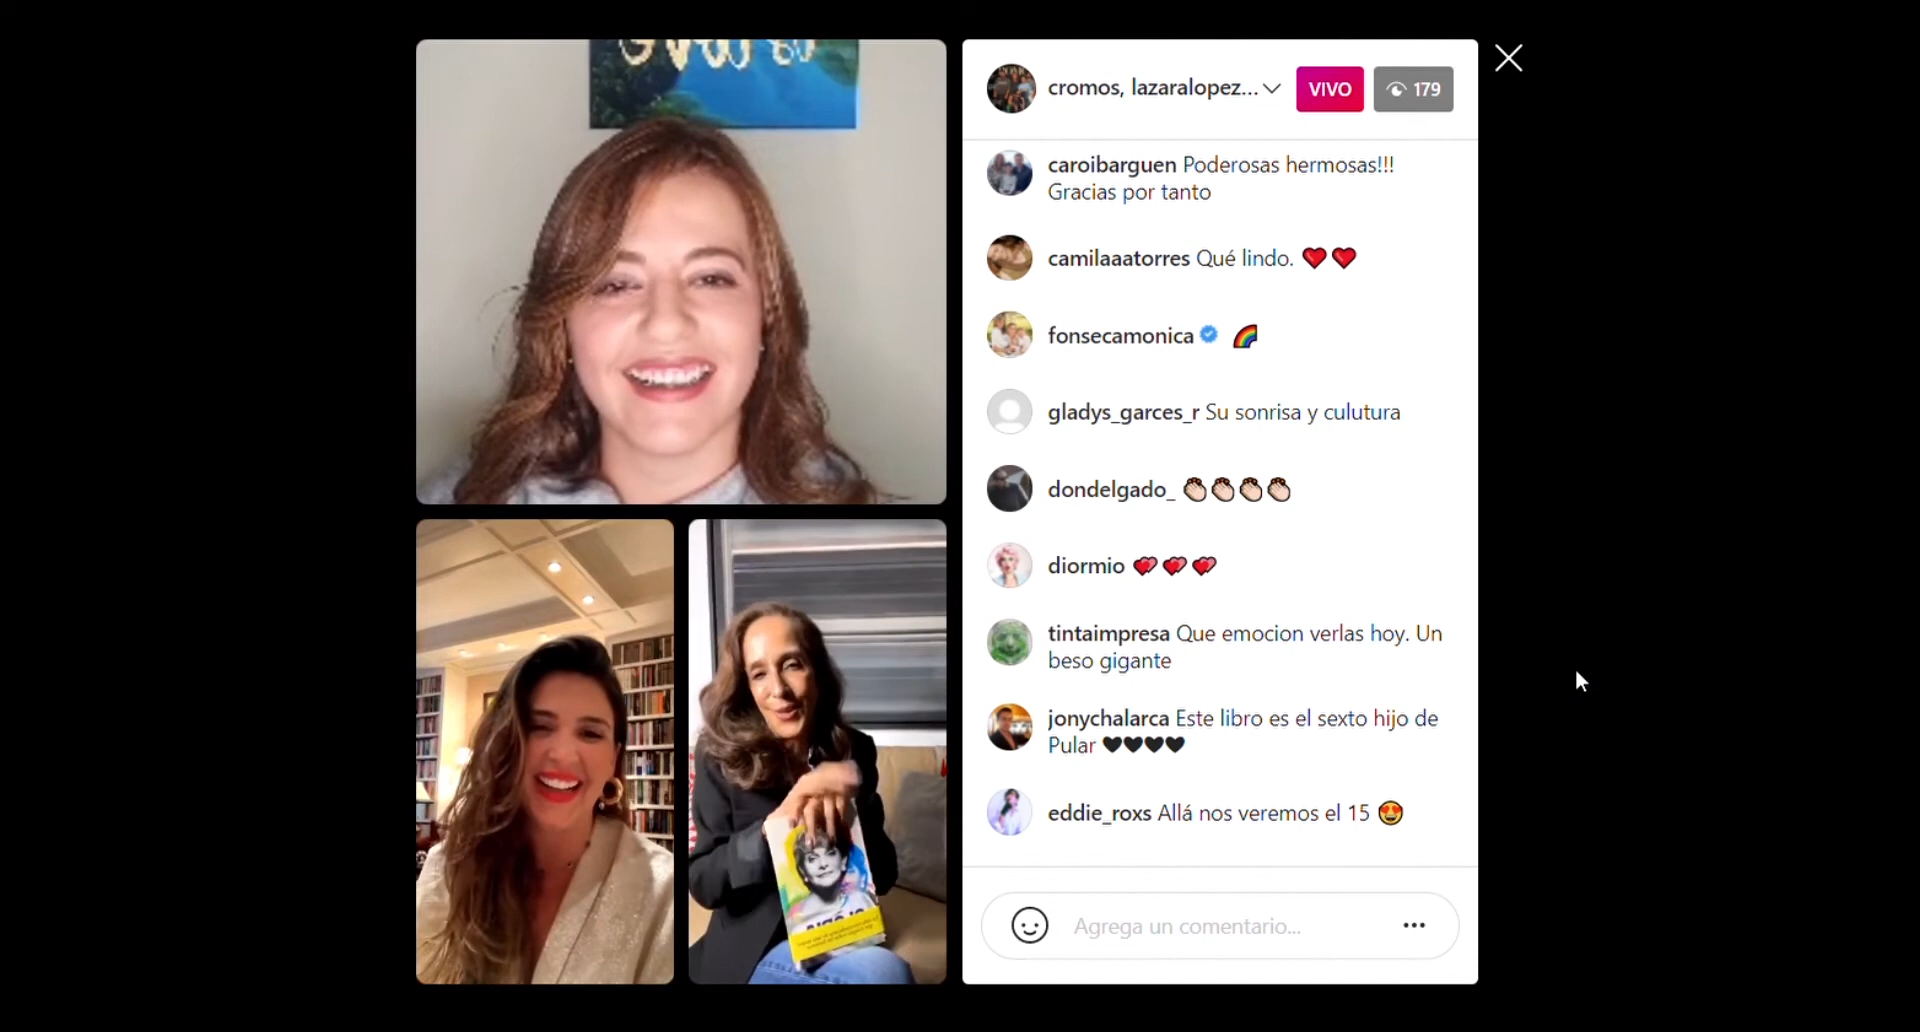 cromos, lazaralopez...
VIVO
179
caroibarguen Poderosas hermosas!!!
Gracias por tanto
camilaaatorres Qué lindo. ❤️❤️
fonsecamonica 🌈
gladys_garces_r Su sonrisa y culutura
dondelgado_ 👏🏻👏🏻👏🏻👏🏻
diormio 💕💕💕
tintaimpresa Que emocion verlas hoy. Un
beso gigante
jonychalarca Este libro es el sexto hijo de
Pular 🖤🖤🖤🖤
eddie_roxs Allá nos veremos el 15 😍
Agrega un comentario...